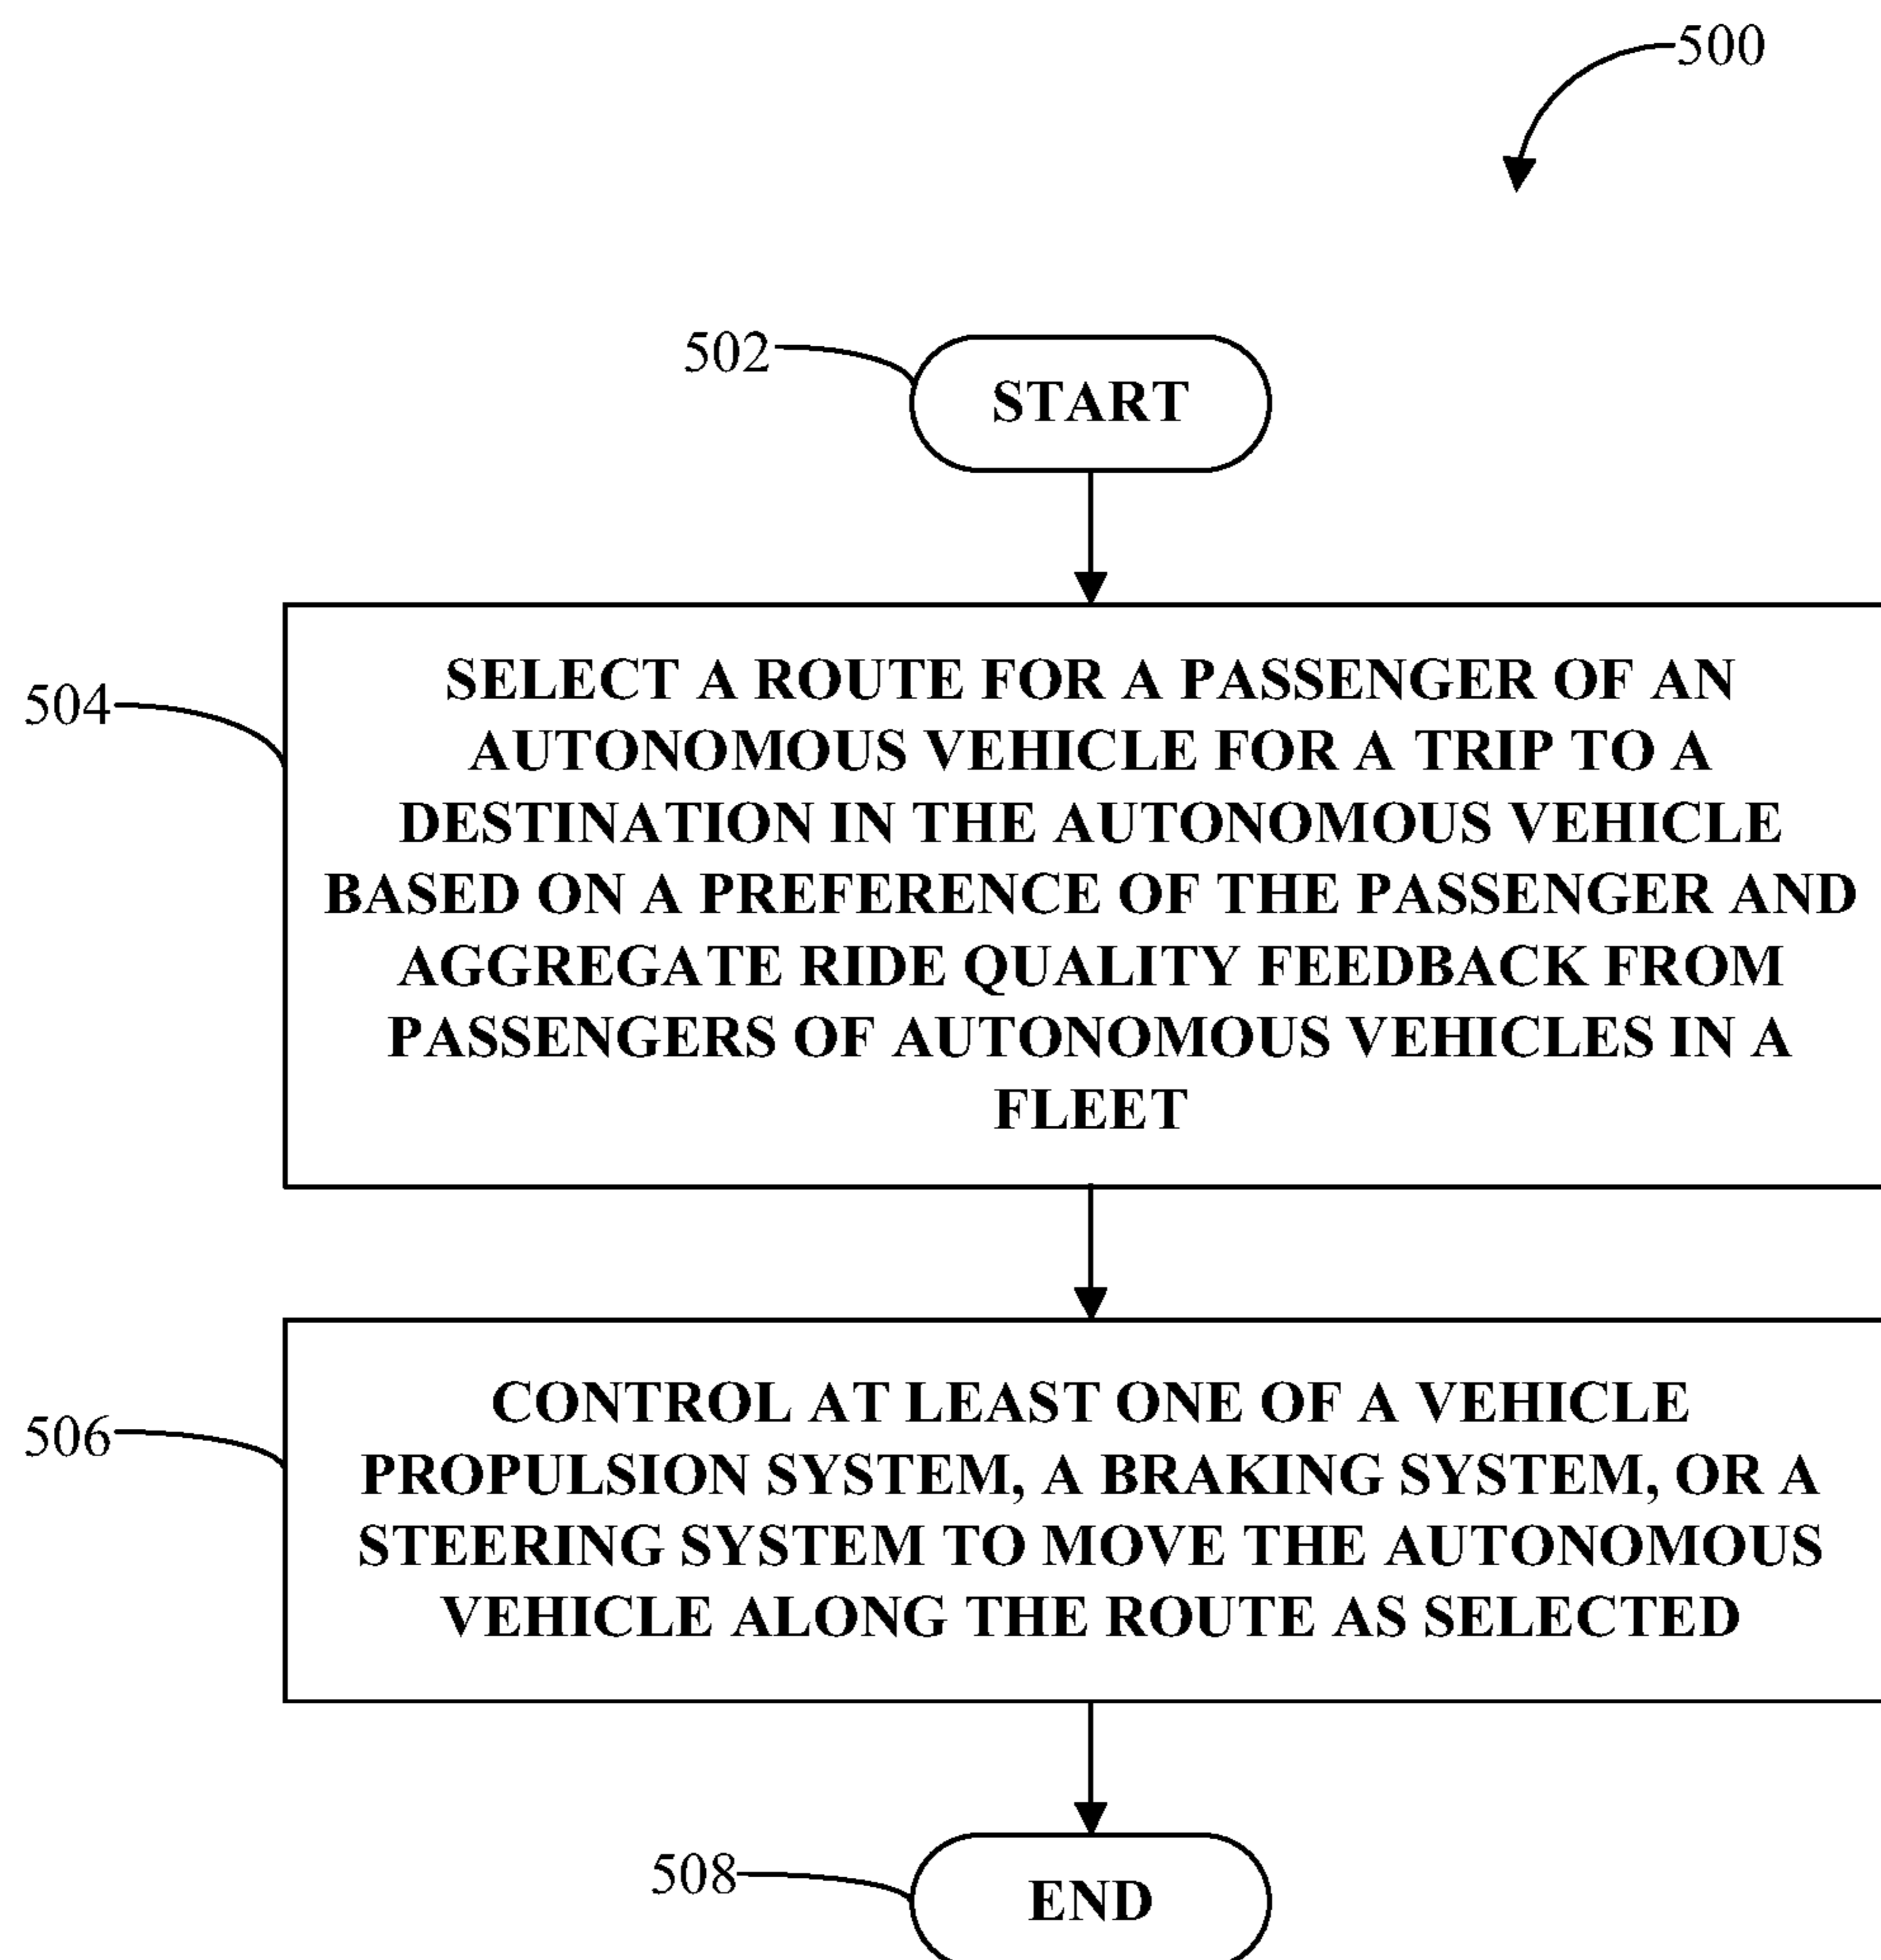 500
502
START
504
SELECT A ROUTE FOR A PASSENGER OF AN
AUTONOMOUS VEHICLE FOR A TRIP TO A
DESTINATION IN THE AUTONOMOUS VEHICLE
BASED ON A PREFERENCE OF THE PASSENGER AND
AGGREGATE RIDE QUALITY FEEDBACK FROM
PASSENGERS OF AUTONOMOUS VEHICLES IN A
FLEET
506
CONTROL AT LEAST ONE OF A VEHICLE
PROPULSION SYSTEM, A BRAKING SYSTEM, OR A
STEERING SYSTEM TO MOVE THE AUTONOMOUS
VEHICLE ALONG THE ROUTE AS SELECTED
508
END